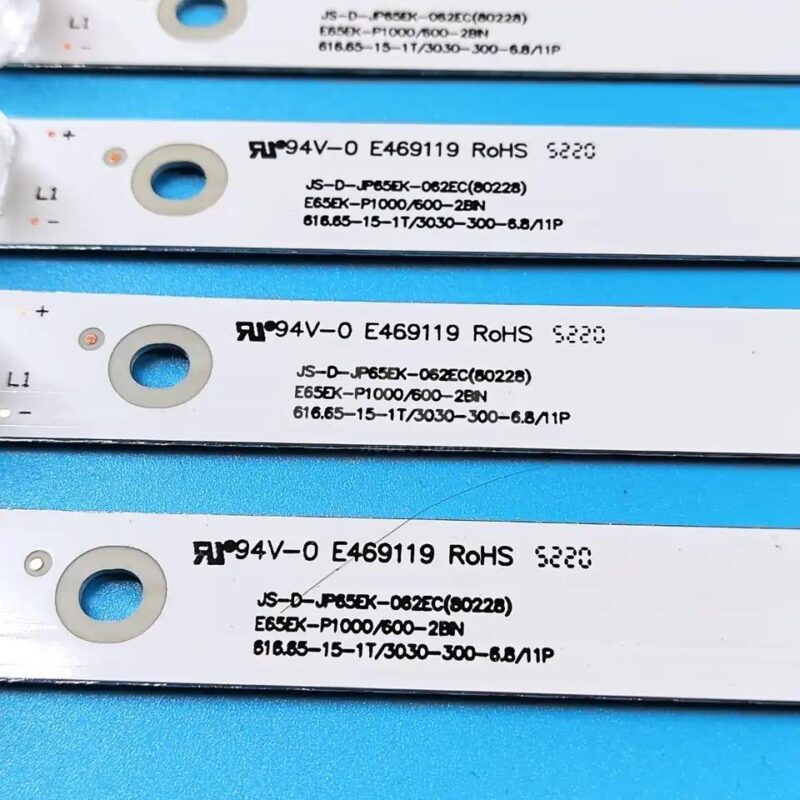 L1
-
JS-D-JP65EK-062EC(80228)
E65EK-P1000/600-2BIN
616.65-15-1T/3030-300-6.8/11P
+
94V-0 E469119 RoHS 5220
L1
-
JS-D-JP65EK-062EC(80228)
E65EK-P1000/600-2BIN
616.65-15-1T/3030-300-6.8/11P
+
94V-0 E469119 RoHS 5220
L1
-
JS-D-JP65EK-062EC(80228)
E65EK-P1000/600-2BIN
616.65-15-1T/3030-300-6.8/11P
94V-0 E469119 RoHS 5220
JS-D-JP65EK-062EC(80228)
E65EK-P1000/600-2BIN
616.65-15-1T/3030-300-6.8/11P